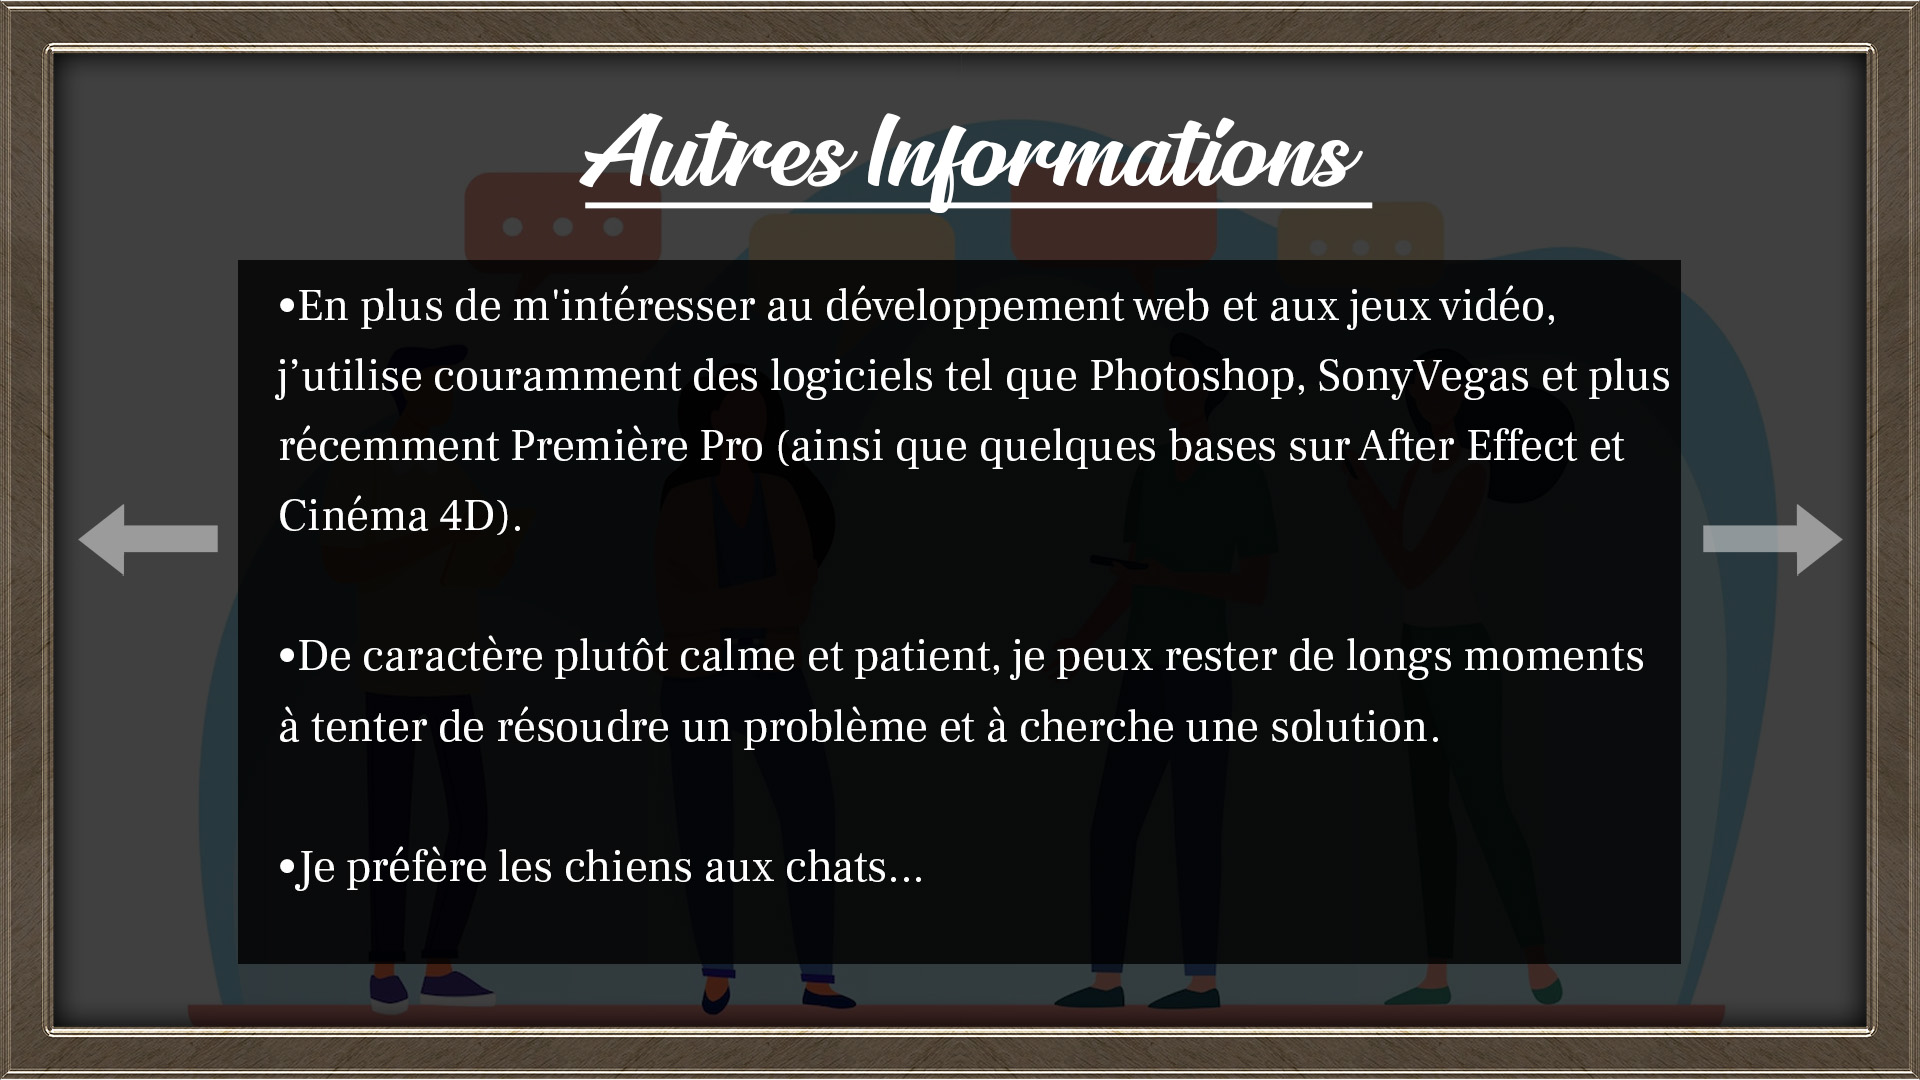 Autres Informations
•En plus de m'intéresser au développement web et aux jeux vidéo,
j’utilise couramment des logiciels tel que Photoshop, SonyVegas et plus
récemment Première Pro (ainsi que quelques bases sur After Effect et
Cinéma 4D).
•De caractère plutôt calme et patient, je peux rester de longs moments
à tenter de résoudre un problème et à cherche une solution.
•Je préfère les chiens aux chats...